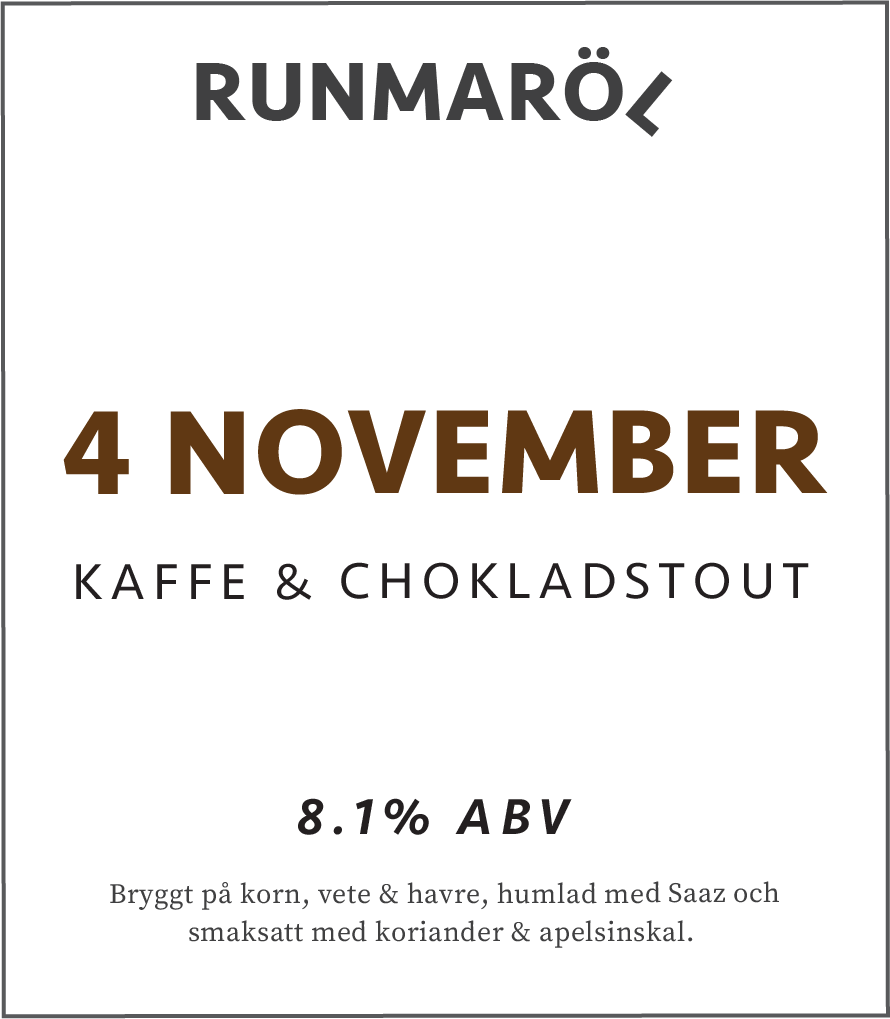 RUNMARÖL
4 NOVEMBER
KAFFE & CHOKLADSTOUT
8.1% ABV
Bryggt på korn, vete & havre, humlad med Saaz och
smaksatt med koriander & apelsinskal.